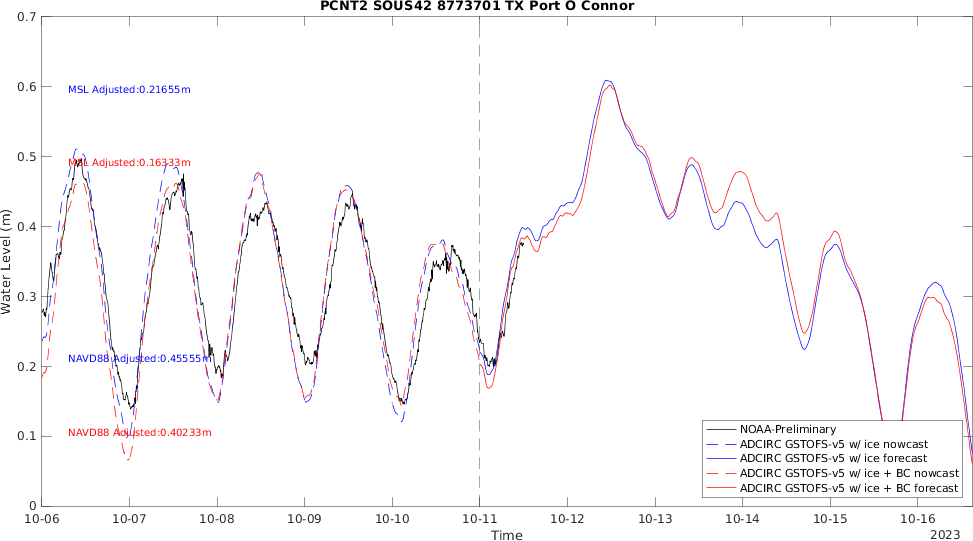 PCNT2 SOUS42 8773701 TX Port O Connor
0.7
0.6
0.5
0.4
0.3
0.2
0.1
0
Water Level (m)
MSL Adjusted:0.21655m
MSL Adjusted:0.16333m
NAVD88 Adjusted:0.45555m
NAVD88 Adjusted:0.40233m
NOAA-Preliminary
ADCIRC GSTOFS-v5 w/ ice nowcast
ADCIRC GSTOFS-v5 w/ ice forecast
ADCIRC GSTOFS-v5 w/ ice + BC nowcast
ADCIRC GSTOFS-v5 w/ ice + BC forecast
10-06 10-07 10-08 10-09 10-10 10-11 10-12 10-13 10-14 10-15 10-16
Time
2023